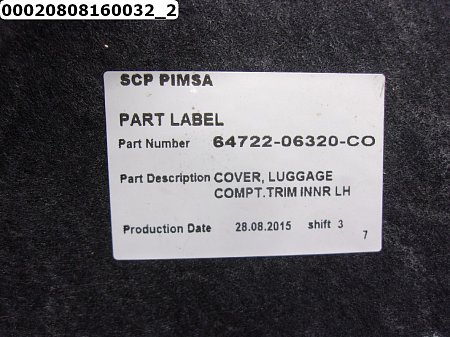 00020808160032_2
SCP PIMSA
PART LABEL
Part Number 64722-06320-CO
Part Description COVER, LUGGAGE
COMPT.TRIM INNR LH
Production Date 28.08.2015 shift 3
7